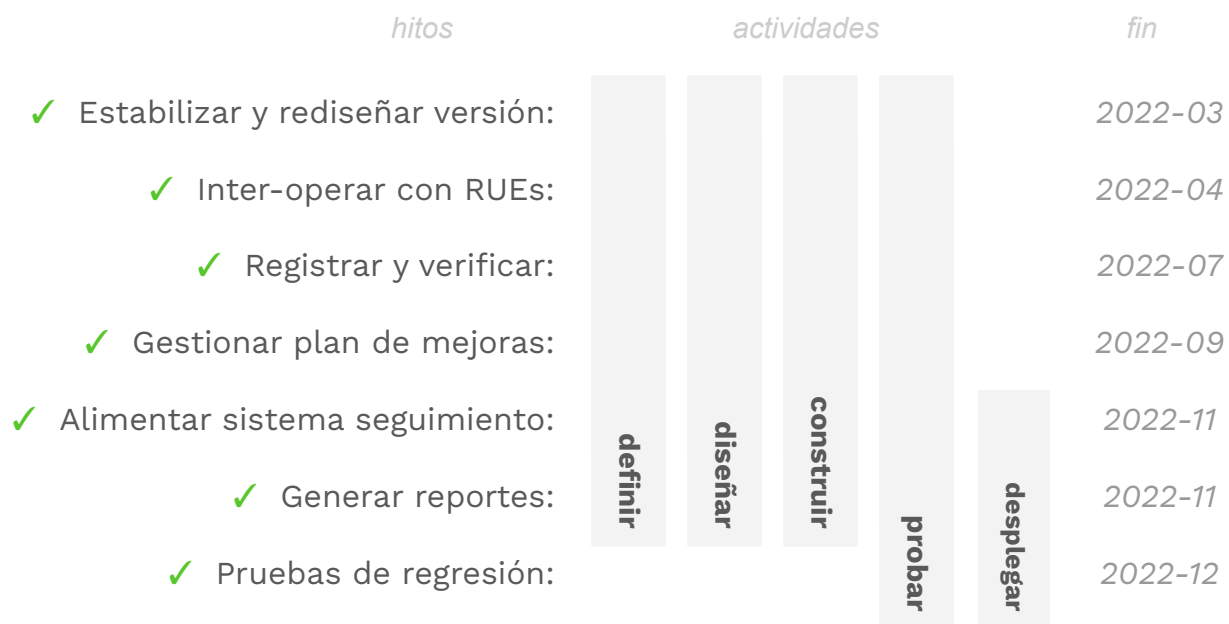 hitos actividades fin
✓ Estabilizar y rediseñar versión: 2022-03
✓ Inter-operar con RUEs: 2022-04
✓ Registrar y verificar: 2022-07
✓ Gestionar plan de mejoras: 2022-09
✓ Alimentar sistema seguimiento: 2022-11
✓ Generar reportes: 2022-11
✓ Pruebas de regresión: 2022-12
definir
diseñar
construir
probar
desplegar